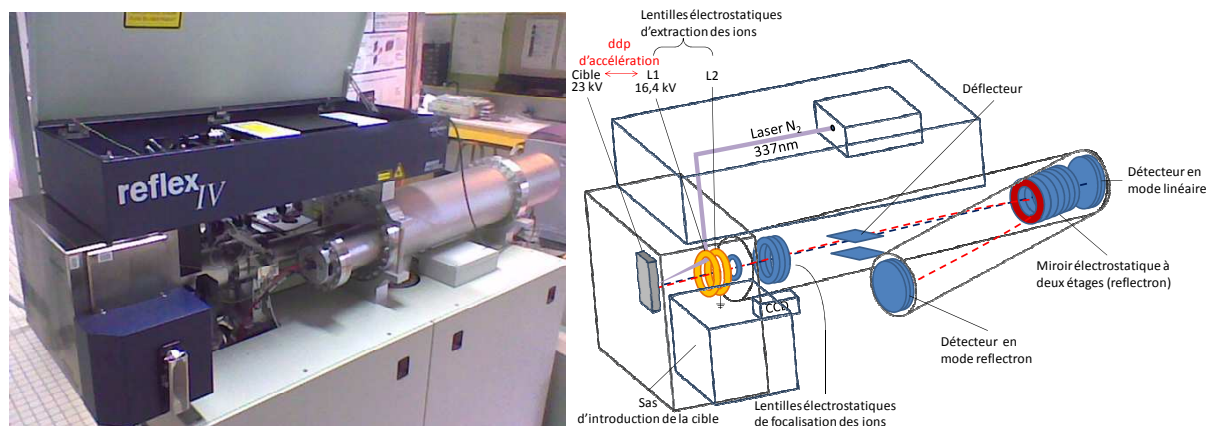 reflex
IV
Lentilles électrostatiques
d'extraction des ions
ddp
d'accélération
Cible
23 kV
L1
16,4 kV
L2
Déflecteur
Laser N₂
337nm
Détecteur en
mode linéaire
Miroir électrostatique à
deux étages (reflectron)
CCD
Détecteur en
mode reflectron
Sas
d'introduction de la cible
Lentilles électrostatiques
de focalisation des ions